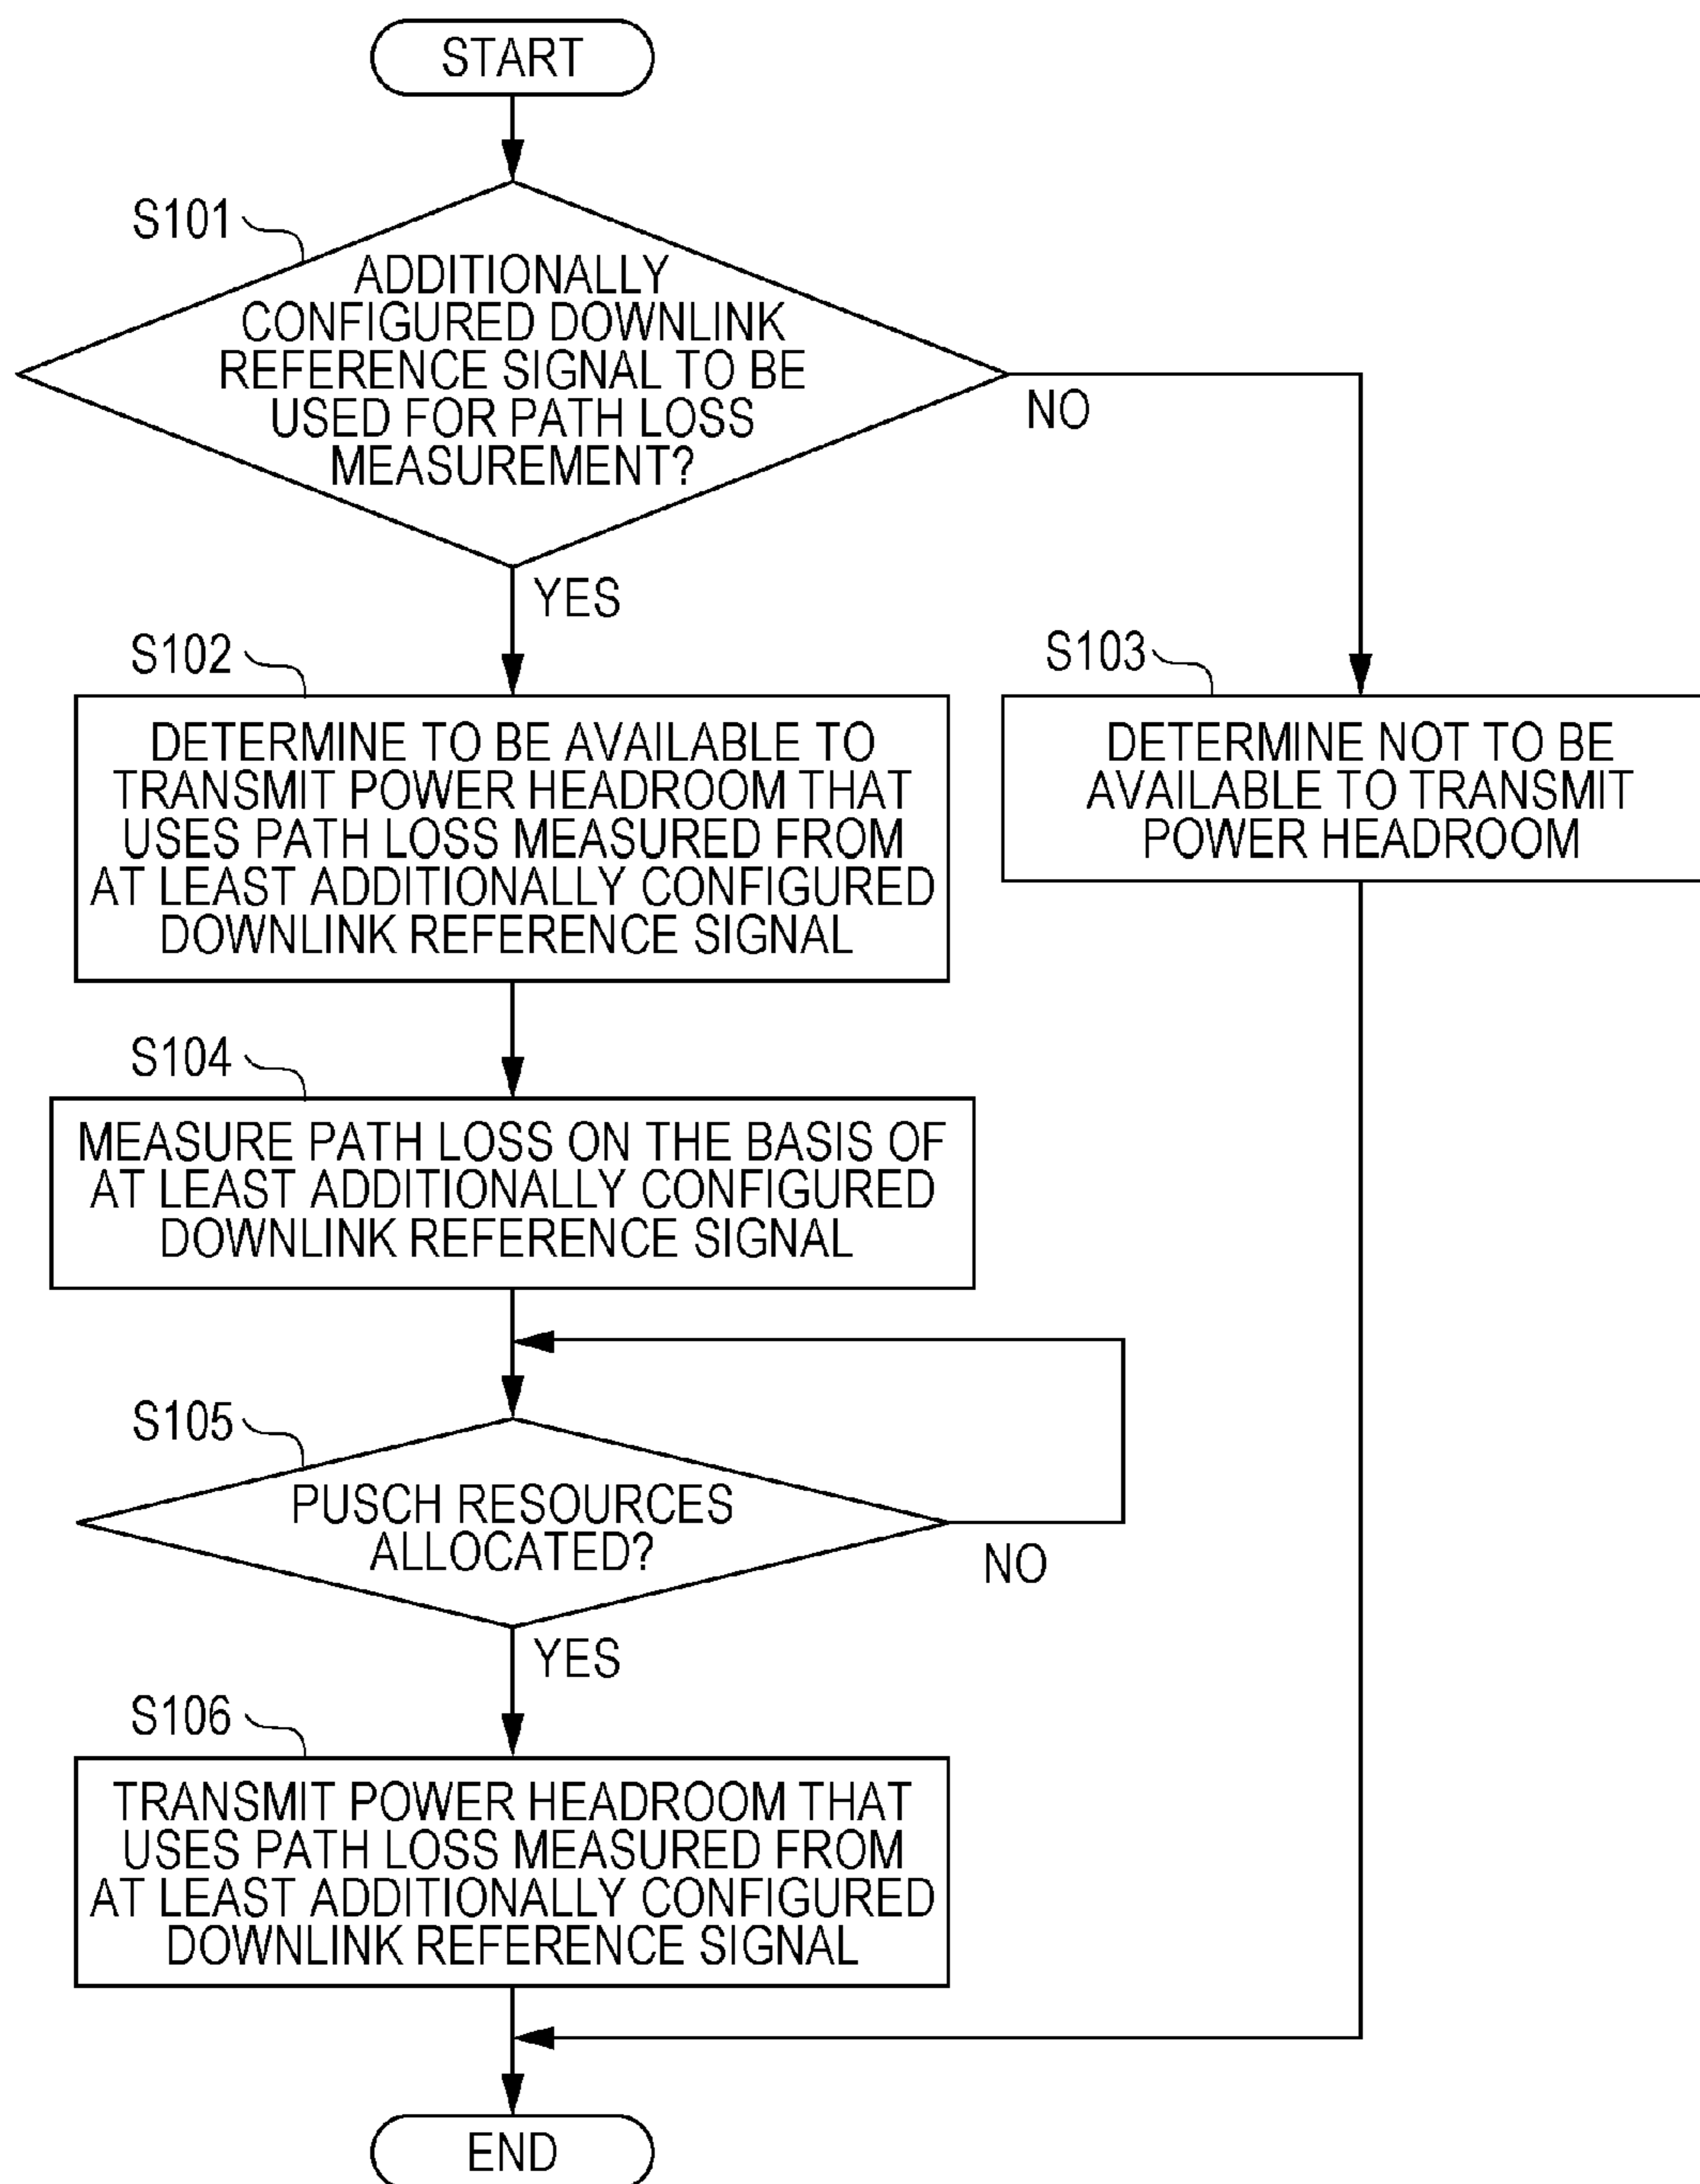 START
S101
ADDITIONALLY
CONFIGURED DOWNLINK
REFERENCE SIGNAL TO BE
USED FOR PATH LOSS
MEASUREMENT?
NO
YES
S102
DETERMINE TO BE AVAILABLE TO
TRANSMIT POWER HEADROOM THAT
USES PATH LOSS MEASURED FROM
AT LEAST ADDITIONALLY CONFIGURED
DOWNLINK REFERENCE SIGNAL
S103
DETERMINE NOT TO BE
AVAILABLE TO TRANSMIT
POWER HEADROOM
S104
MEASURE PATH LOSS ON THE BASIS OF
AT LEAST ADDITIONALLY CONFIGURED
DOWNLINK REFERENCE SIGNAL
S105
PUSCH RESOURCES
ALLOCATED?
NO
YES
S106
TRANSMIT POWER HEADROOM THAT
USES PATH LOSS MEASURED FROM
AT LEAST ADDITIONALLY CONFIGURED
DOWNLINK REFERENCE SIGNAL
END